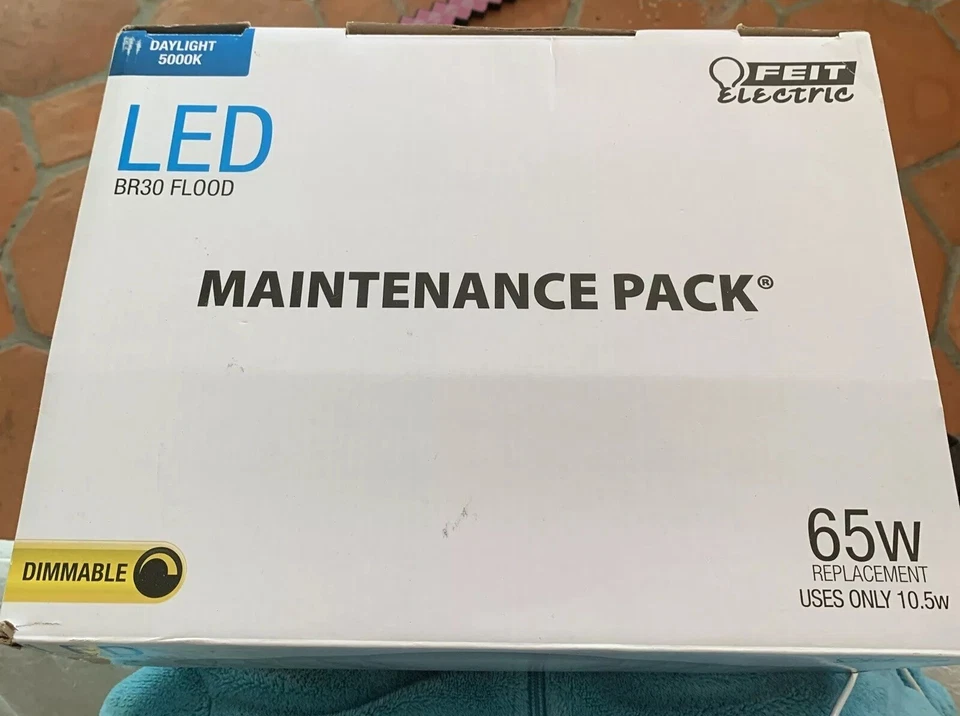 DAYLIGHT
5000K
FEIT
Electric
LED
BR30 FLOOD
MAINTENANCE PACK®
DIMMABLE
65w
REPLACEMENT
USES ONLY 10.5w